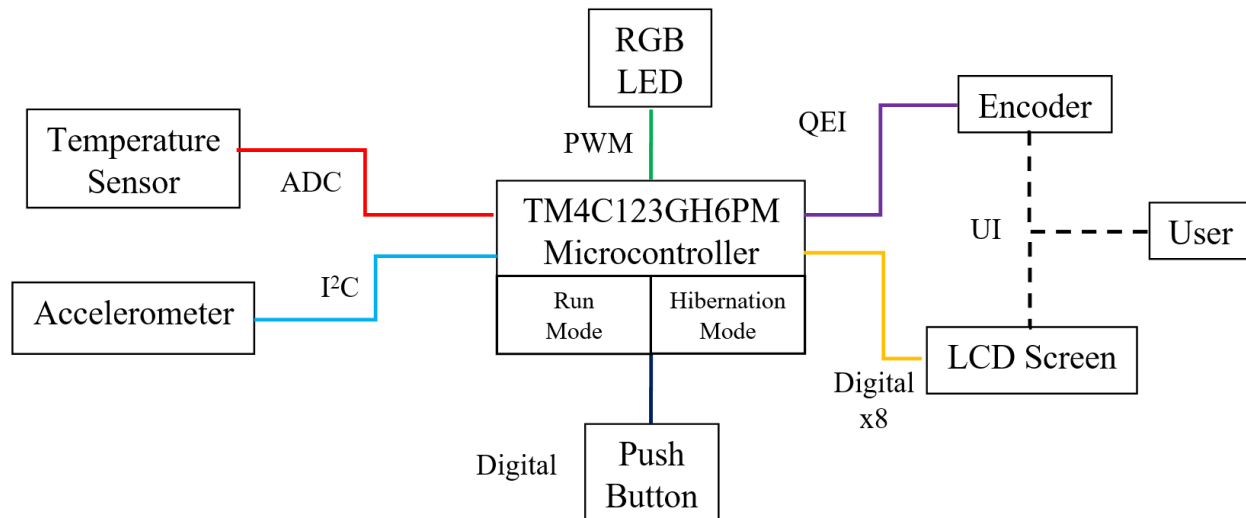 RGB
LED
Temperature
Sensor
ADC
PWM
QEI
Encoder
TM4C123GH6PM
Microcontroller
UI
User
Accelerometer
I²C
Run
Mode
Hibernation
Mode
LCD Screen
Digital
x8
Digital
Push
Button